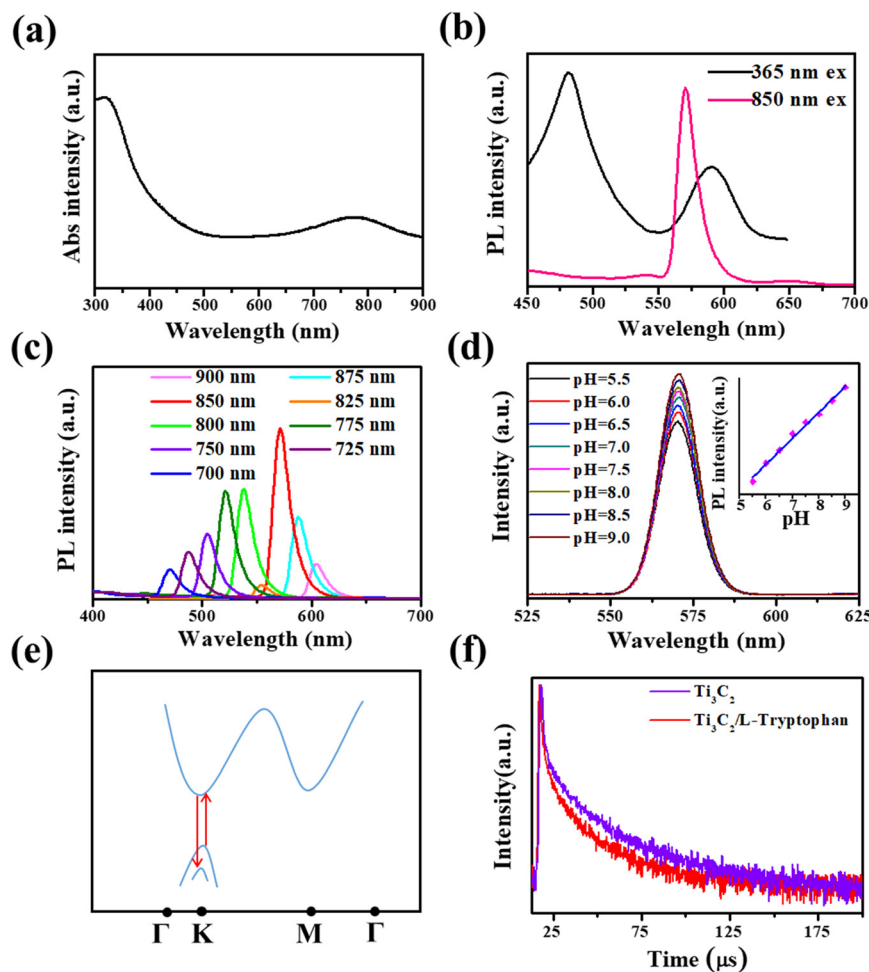 (a)
Abs intensity (a.u.)
300 400 500 600 700 800 900
Wavelength (nm)
(b)
PL intensity (a.u.)
365 nm ex
850 nm ex
450 500 550 600 650 700
Wavelength (nm)
(c)
PL intensity (a.u.)
900 nm
850 nm
800 nm
750 nm
700 nm
875 nm
825 nm
775 nm
725 nm
400 500 600 700
Wavelength (nm)
(d)
Intensity (a.u.)
pH=5.5
pH=6.0
pH=6.5
pH=7.0
pH=7.5
pH=8.0
pH=8.5
pH=9.0
PL intensity(a.u.)
5 6 7 8 9
pH
525 550 575 600 625
Wavelength (nm)
(e)
Γ K M Γ
(f)
Intensity(a.u.)
Ti₃C₂
Ti₃C₂/L-Tryptophan
25 75 125 175
Time (μs)